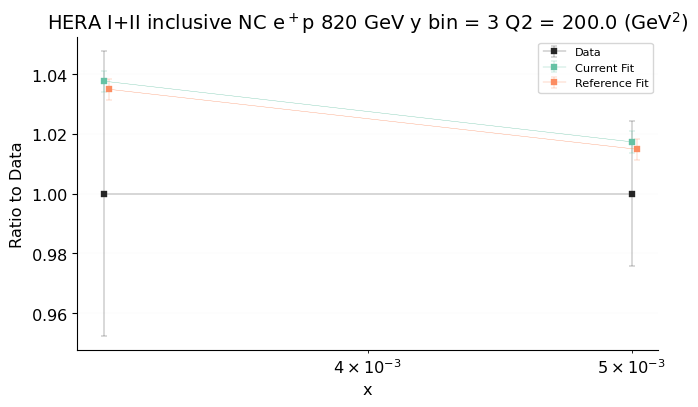 HERA I+II inclusive NC e⁺p 820 GeV y bin = 3 Q2 = 200.0 (GeV²)
Data
Current Fit
Reference Fit
Ratio to Data
1.04
1.02
1.00
0.98
0.96
4 × 10⁻³
5 × 10⁻³
x